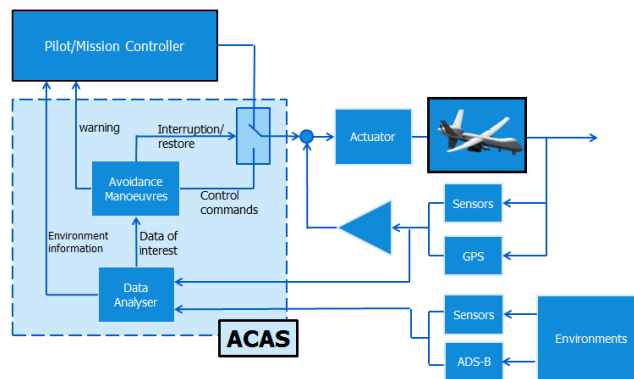 Pilot/Mission Controller
warning
Interruption/
restore
Actuator
Avoidance
Manoeuvres
Control
commands
Sensors
Environment
information
Data of
interest
GPS
Data
Analyser
Sensors
Environments
ACAS
ADS-B